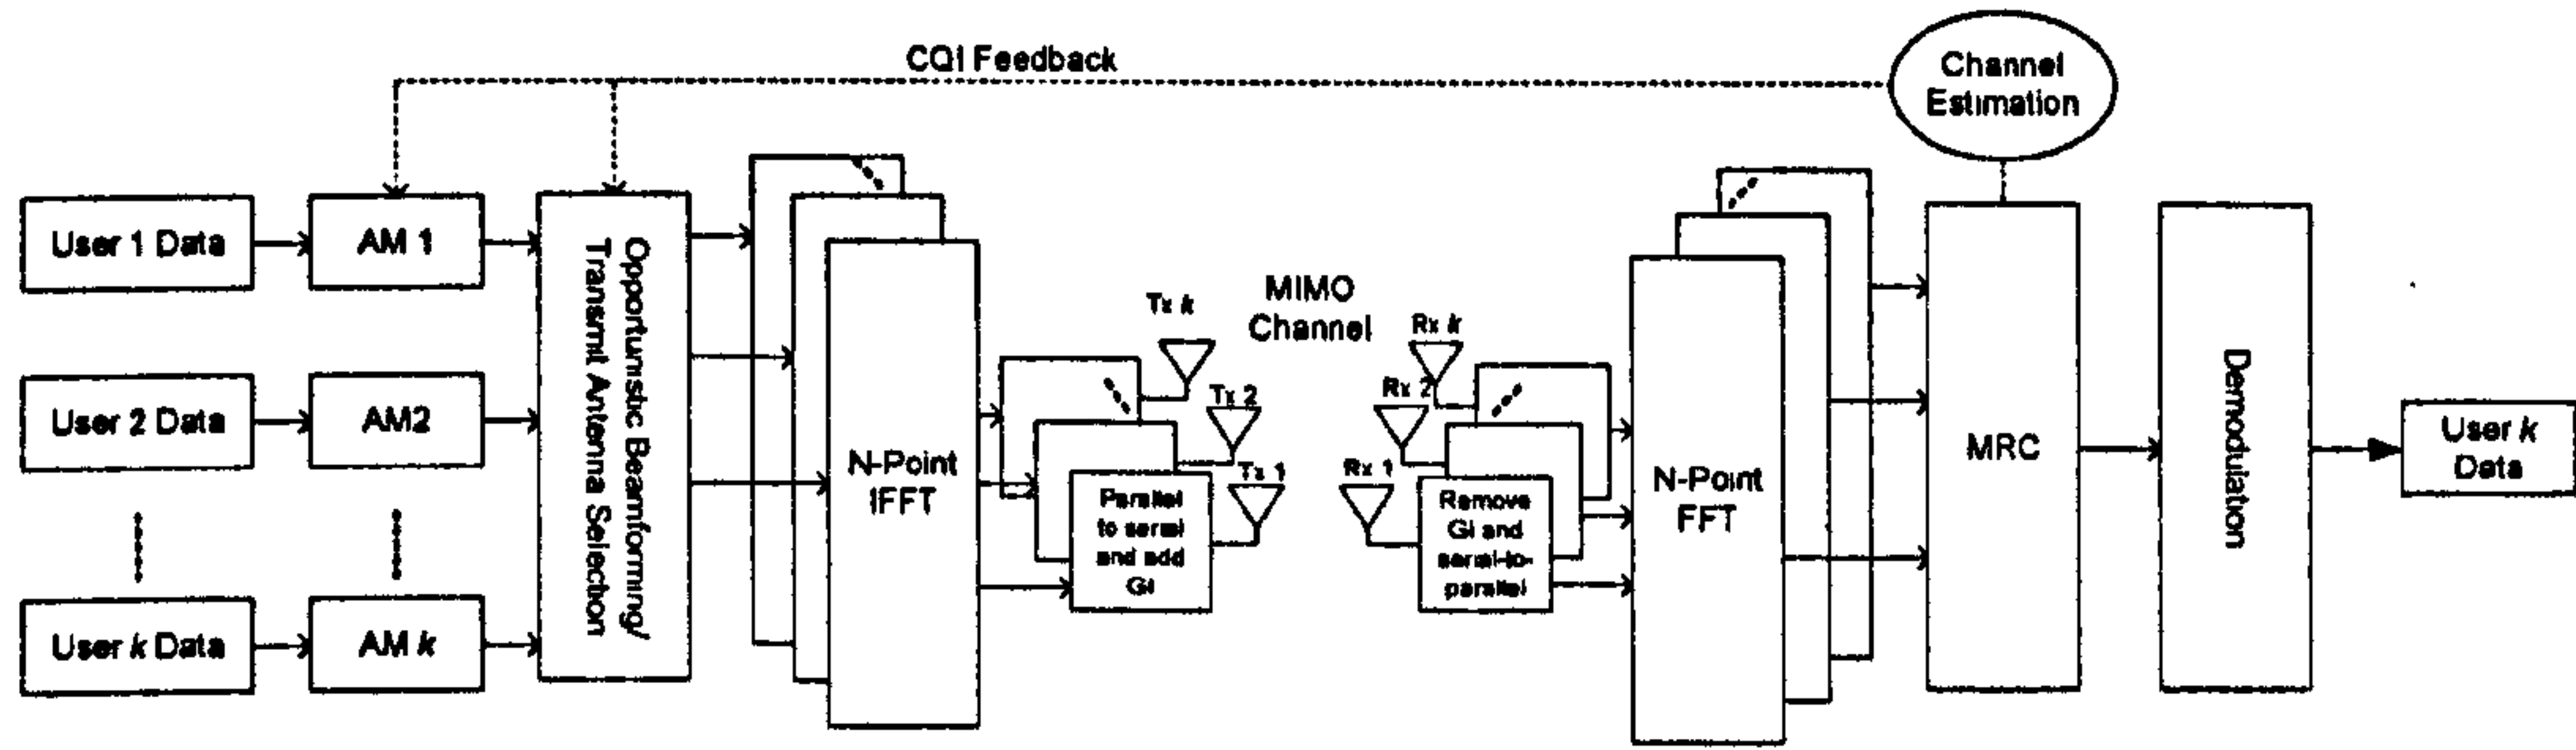 CQI Feedback
Channel
Estimation
User 1 Data
AM 1
User 2 Data
AM2
User k Data
AM k
Opportunistic Beamforming/
Transmit Antenna Selection
N-Point
IFFT
Parallel
to serial
and add
GI
Tx k
Tx 2
Tx 1
MIMO
Channel
Rx k
Rx 2
Rx 1
Remove
GI and
serial-to-
parallel
N-Point
FFT
MRC
Demodulation
User k
Data